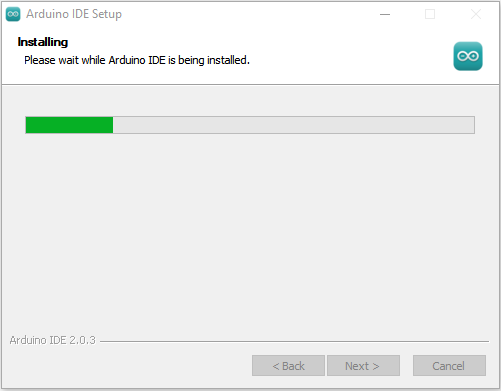 Arduino IDE Setup
Installing
Please wait while Arduino IDE is being installed.
Arduino IDE 2.0.3
< Back Next > Cancel